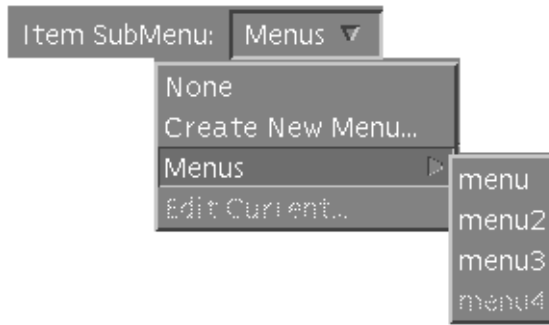 Item SubMenu: Menus
None
Create New Menu...
Menus
Edit Current...
menu
menu2
menu3
menu4